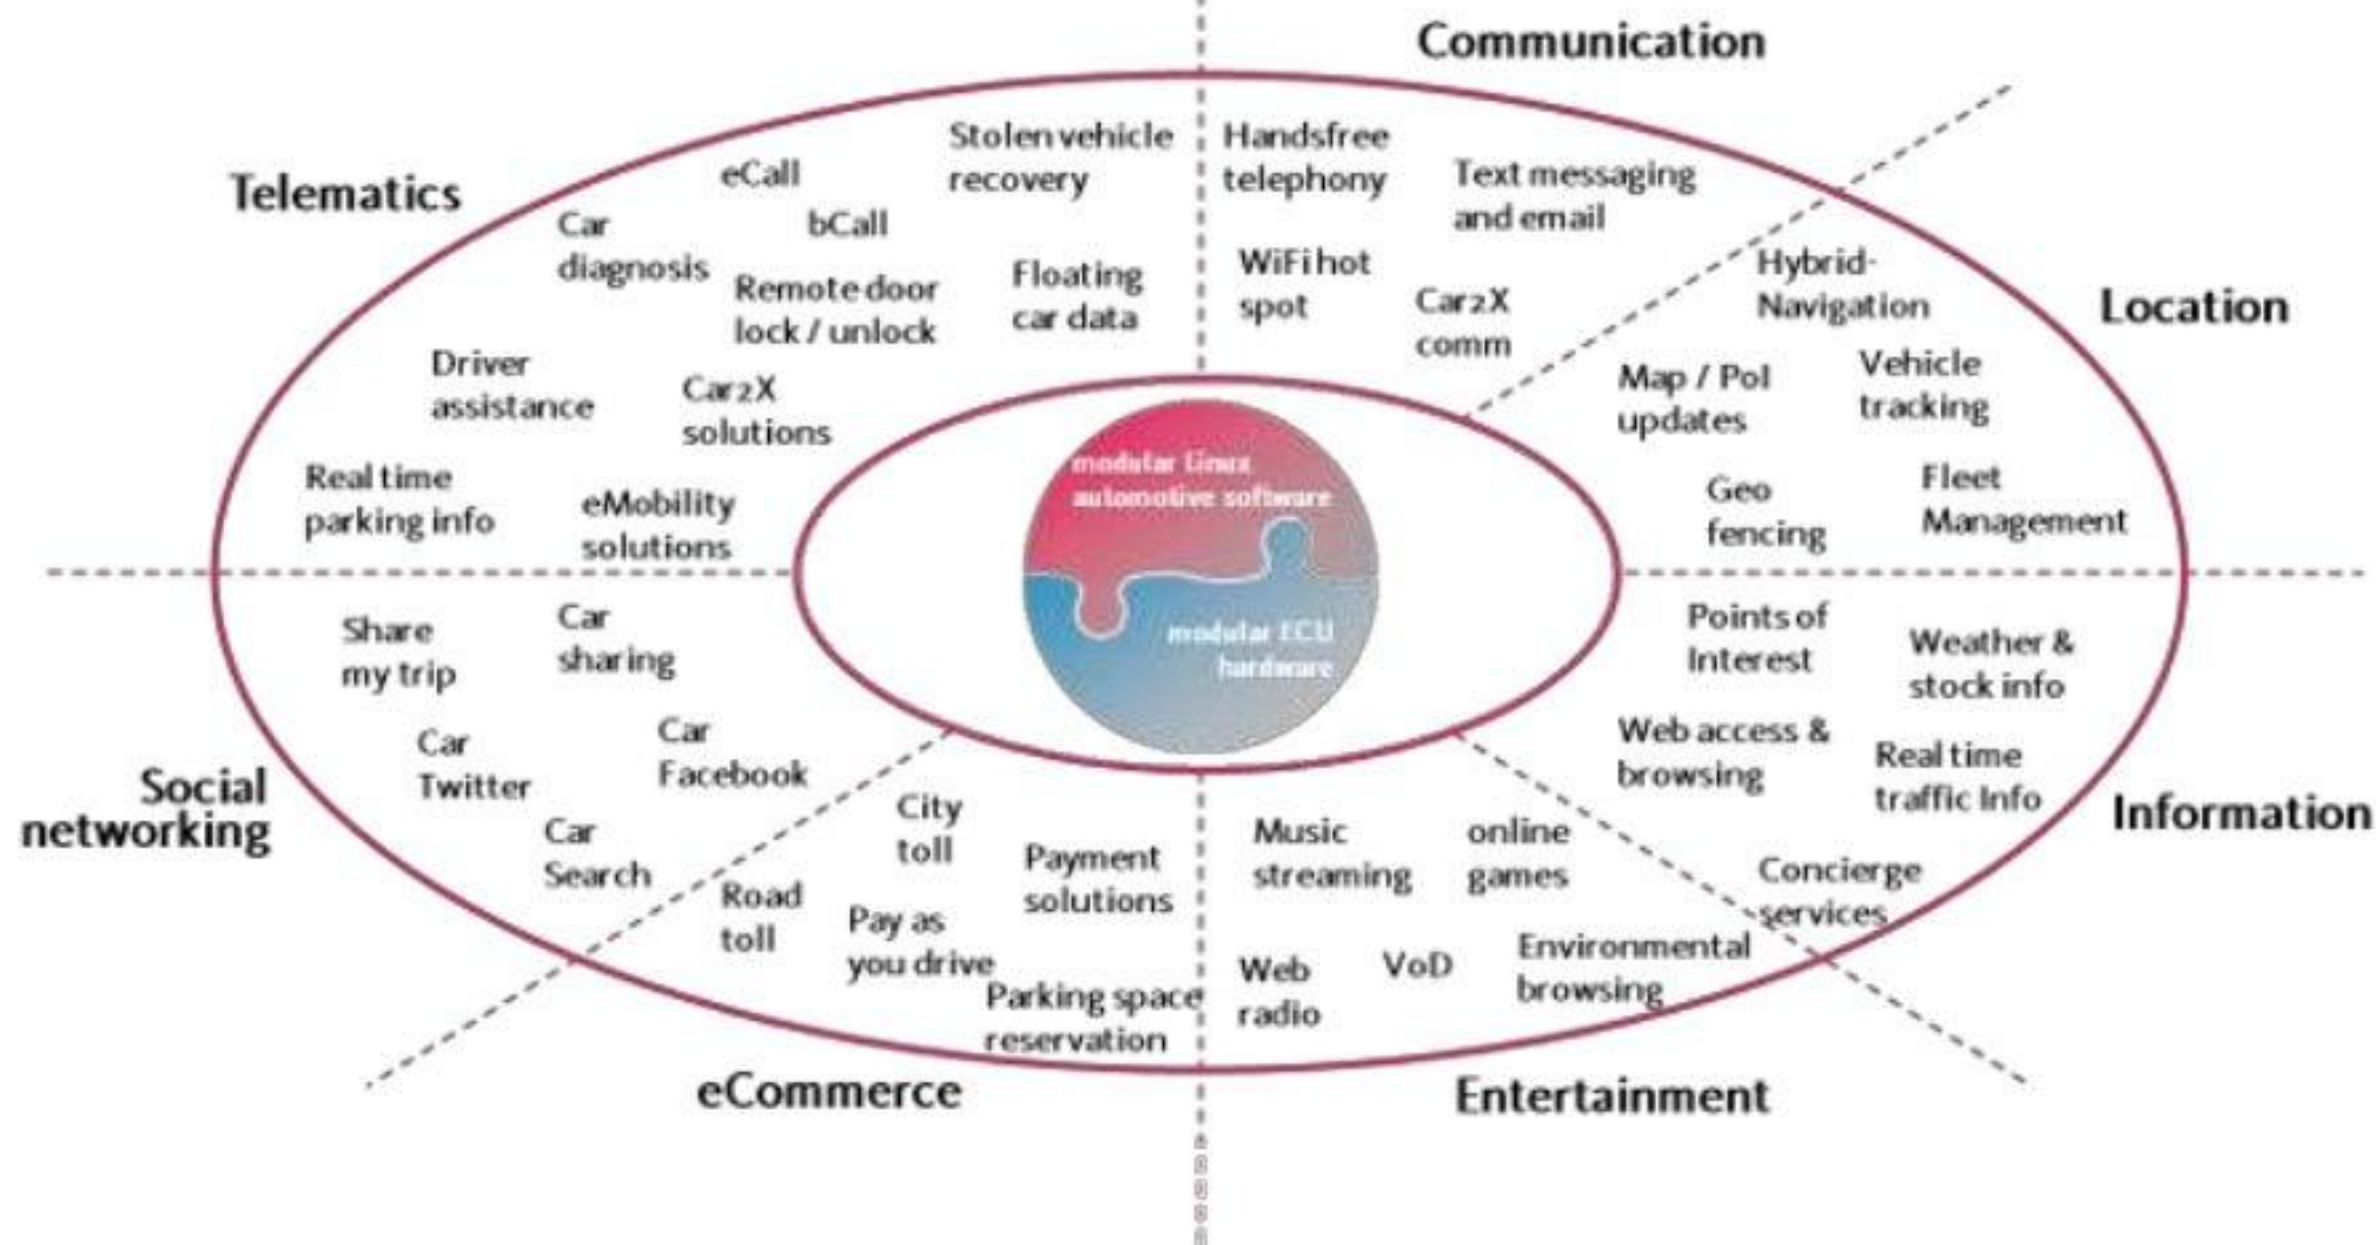 Communication
Telematics
Location
Stolen vehicle
recovery
eCall
bCall
Car
diagnosis
Remote door
lock / unlock
Floating
car data
Driver
assistance
Car2X
solutions
Real time
parking info
eMobility
solutions
Handsfree
telephony
Text messaging
and email
WiFi hot
spot
Car2X
comm
Hybrid-
Navigation
Map / PoI
updates
Vehicle
tracking
Geo
fencing
Fleet
Management
modular Linux
automotive software
modular ECU
hardware
Share
my trip
Car
sharing
Car
Twitter
Car
Facebook
Car
Search
Social
networking
City
toll
Payment
solutions
Road
toll
Pay as
you drive
Parking space
reservation
eCommerce
Music
streaming
online
games
Web
radio
VoD
Environmental
browsing
Entertainment
Points of
Interest
Weather &
stock info
Web access &
browsing
Real time
traffic Info
Concierge
services
Information